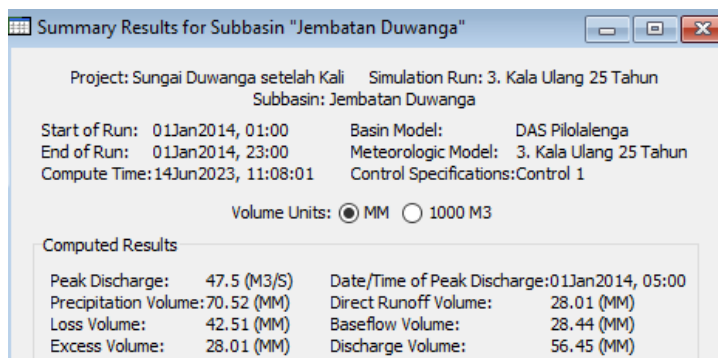 Summary Results for Subbasin "Jembatan Duwanga"
Project: Sungai Duwanga setelah Kali Simulation Run: 3. Kala Ulang 25 Tahun
Subbasin: Jembatan Duwanga
Start of Run: 01Jan2014, 01:00 Basin Model: DAS Pilolalenga
End of Run: 01Jan2014, 23:00 Meteorologic Model: 3. Kala Ulang 25 Tahun
Compute Time:14Jun2023, 11:08:01 Control Specifications:Control 1
Volume Units: MM 1000 M3
Computed Results
Peak Discharge: 47.5 (M3/S) Date/Time of Peak Discharge:01Jan2014, 05:00
Precipitation Volume:70.52 (MM) Direct Runoff Volume: 28.01 (MM)
Loss Volume: 42.51 (MM) Baseflow Volume: 28.44 (MM)
Excess Volume: 28.01 (MM) Discharge Volume: 56.45 (MM)